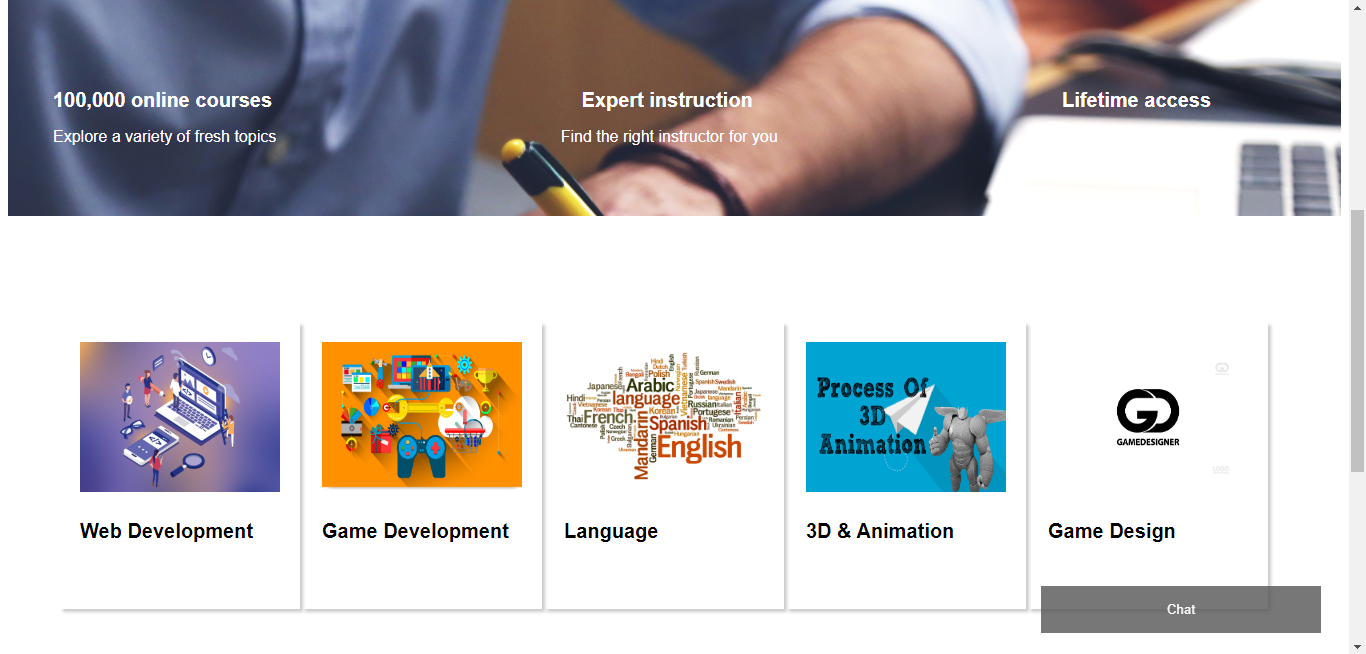 100,000 online courses
Expert instruction
Lifetime access
Explore a variety of fresh topics
Find the right instructor for you
Process Of
3D
Animation
Japanese
Arabic
Polish
German
Hindi
language
Korean
Russian
Thai
French
Portuguese
Spanish
Mandarin
English
GD
GAMEDESIGNER
Web Development
Game Development
Language
3D & Animation
Game Design
Chat